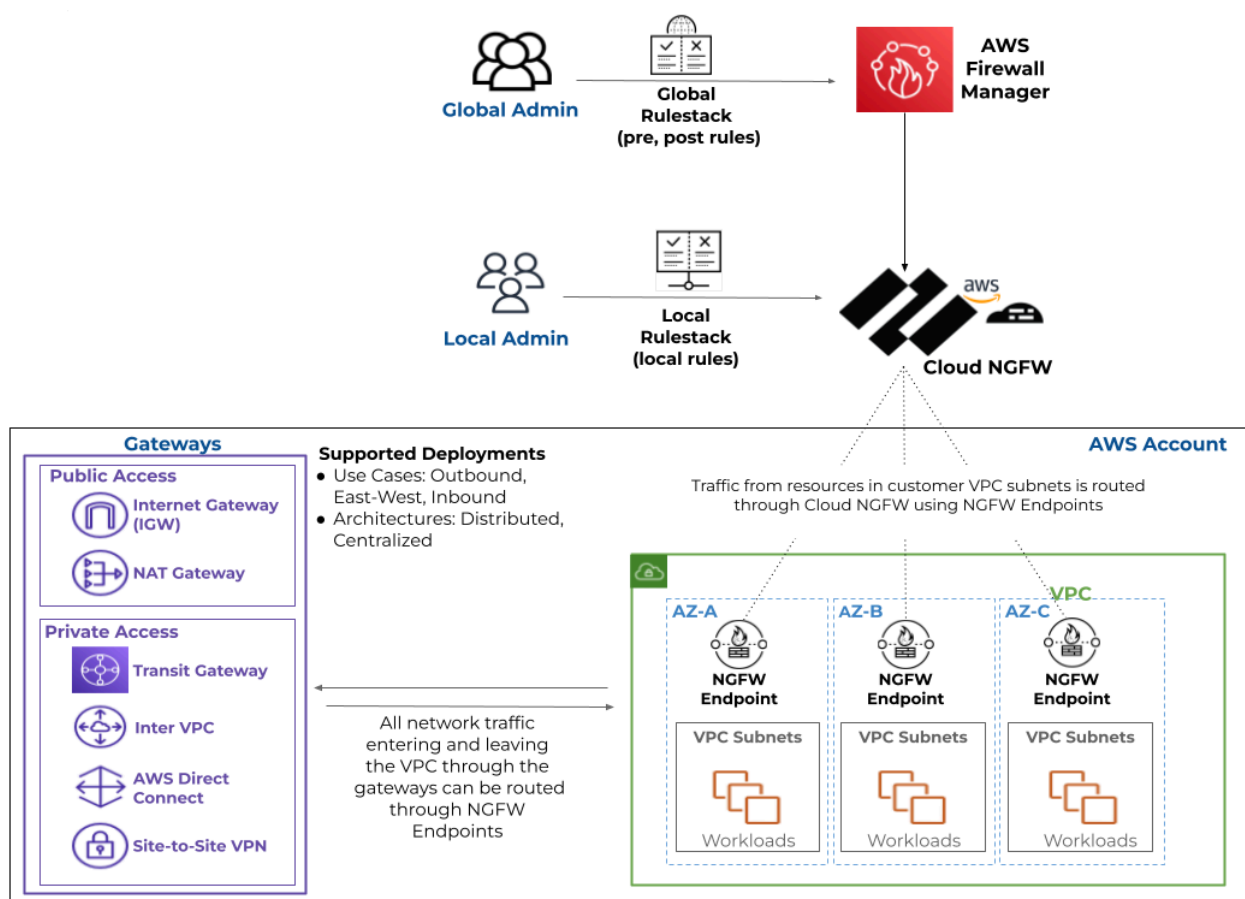 Global Admin
Global
Rulestack
(pre, post rules)
AWS
Firewall
Manager
Local Admin
Local
Rulestack
(local rules)
aws
Cloud NGFW
Gateways
Public Access
Internet Gateway
(IGW)
NAT Gateway
Private Access
Transit Gateway
Inter VPC
AWS Direct
Connect
Site-to-Site VPN
Supported Deployments
● Use Cases: Outbound,
East-West, Inbound
● Architectures: Distributed,
Centralized
AWS Account
Traffic from resources in customer VPC subnets is routed
through Cloud NGFW using NGFW Endpoints
All network traffic
entering and leaving
the VPC through the
gateways can be routed
through NGFW
Endpoints
VPC
AZ-A
NGFW
Endpoint
VPC Subnets
Workloads
AZ-B
NGFW
Endpoint
VPC Subnets
Workloads
AZ-C
NGFW
Endpoint
VPC Subnets
Workloads